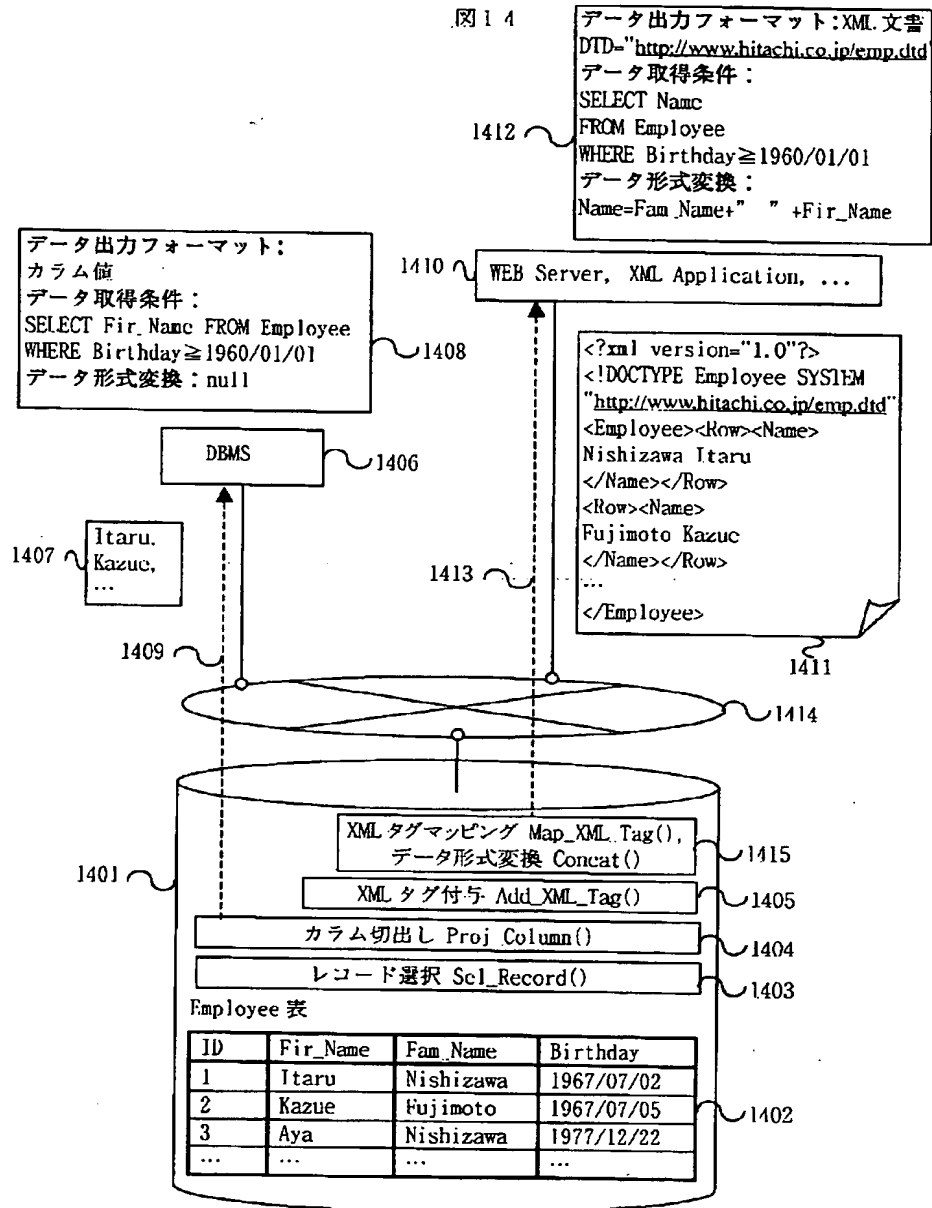 図14
データ出力フォーマット:XML文書
DTD="http://www.hitachi.co.jp/emp.dtd
データ取得条件:
SELECT Name
FROM Employee
WHERE Birthday≧1960/01/01
データ形式変換:
Name=Fam_Name+" "+Fir_Name
1412
データ出力フォーマット:
カラム値
データ取得条件:
SELECT Fir_Name FROM Employee
WHERE Birthday≧1960/01/01
データ形式変換:null
1408
1410
WEB Server, XML Application, ...
<?xml version="1.0"?>
<!DOCTYPE Employee SYSTEM
"http://www.hitachi.co.jp/emp.dtd"
<Employee><Row><Name>
Nishizawa Itaru
</Name></Row>
<Row><Name>
Fujimoto Kazue
</Name></Row>
...
</Employee>
1411
DBMS
1406
1407
Itaru,
Kazue,
...
1413
1409
1414
1401
XMLタグマッピング Map_XML_Tag(),
データ形式変換 Concat()
1415
XMLタグ付与 Add_XML_Tag()
1405
カラム切出し Proj_Column()
1404
レコード選択 Sel_Record()
1403
Employee 表
ID Fir_Name Fam_Name Birthday
1 Itaru Nishizawa 1967/07/02
2 Kazue Fujimoto 1967/07/05
3 Aya Nishizawa 1977/12/22
... ... ... ...
1402